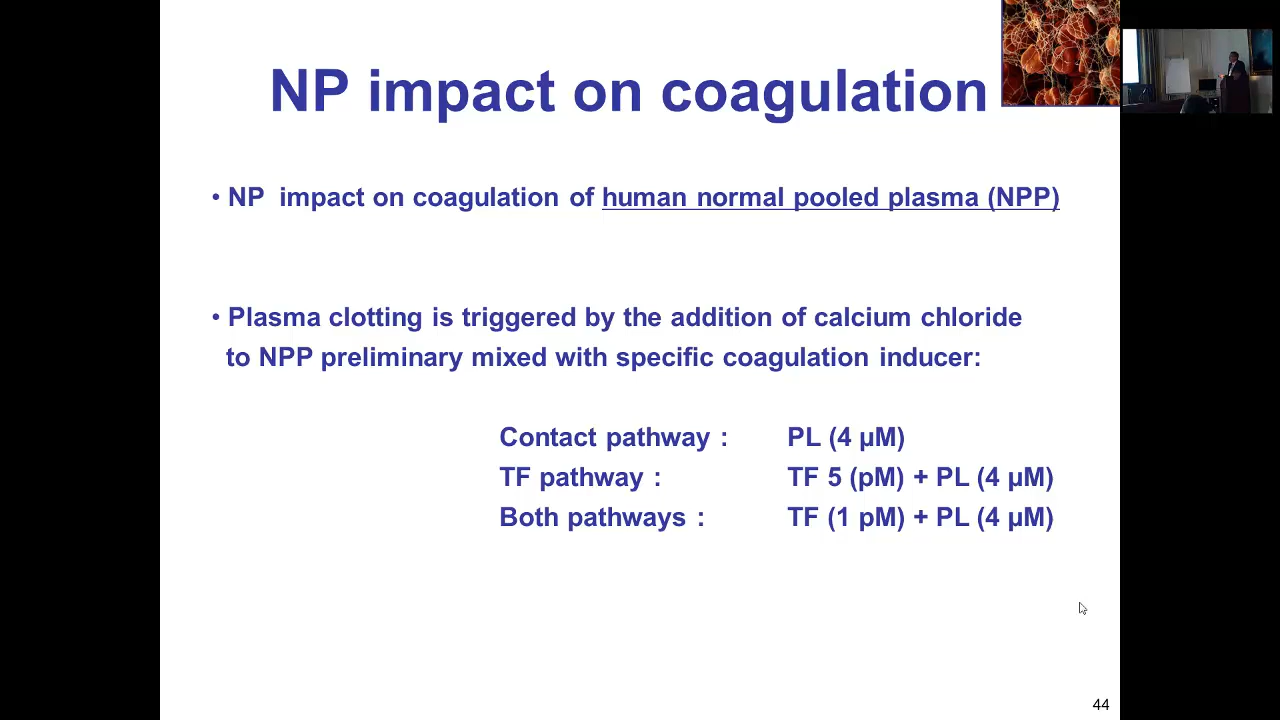 NP impact on coagulation
• NP impact on coagulation of human normal pooled plasma (NPP)
• Plasma clotting is triggered by the addition of calcium chloride
to NPP preliminary mixed with specific coagulation inducer:
Contact pathway : PL (4 µM)
TF pathway : TF 5 (pM) + PL (4 µM)
Both pathways : TF (1 pM) + PL (4 µM)
44